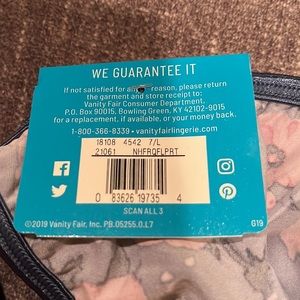 WE GUARANTEE IT
If not satisfied for any reason, please return
the garment and store receipt to:
Vanity Fair Consumer Department,
P.O. Box 90015, Bowling Green, KY 42102-9015
for a replacement, if available, or your money back.
1-800-366-8339 • vanityfairlingerie.com
18108 4542 7/L
21061 NHFRQFLPRT
0 83626 19735 4
SCAN ALL 3
©2019 Vanity Fair, Inc. PB.05255.0.L7
G19